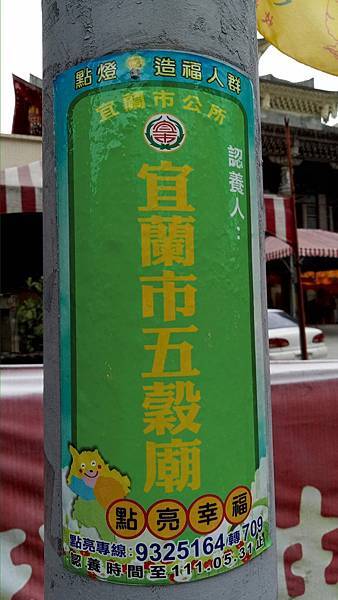 點燈 造福人群
宜蘭市公所
認養人：
宜蘭市五穀廟
點亮幸福
點亮專線:9325164轉709
認養時間至111.05.31止